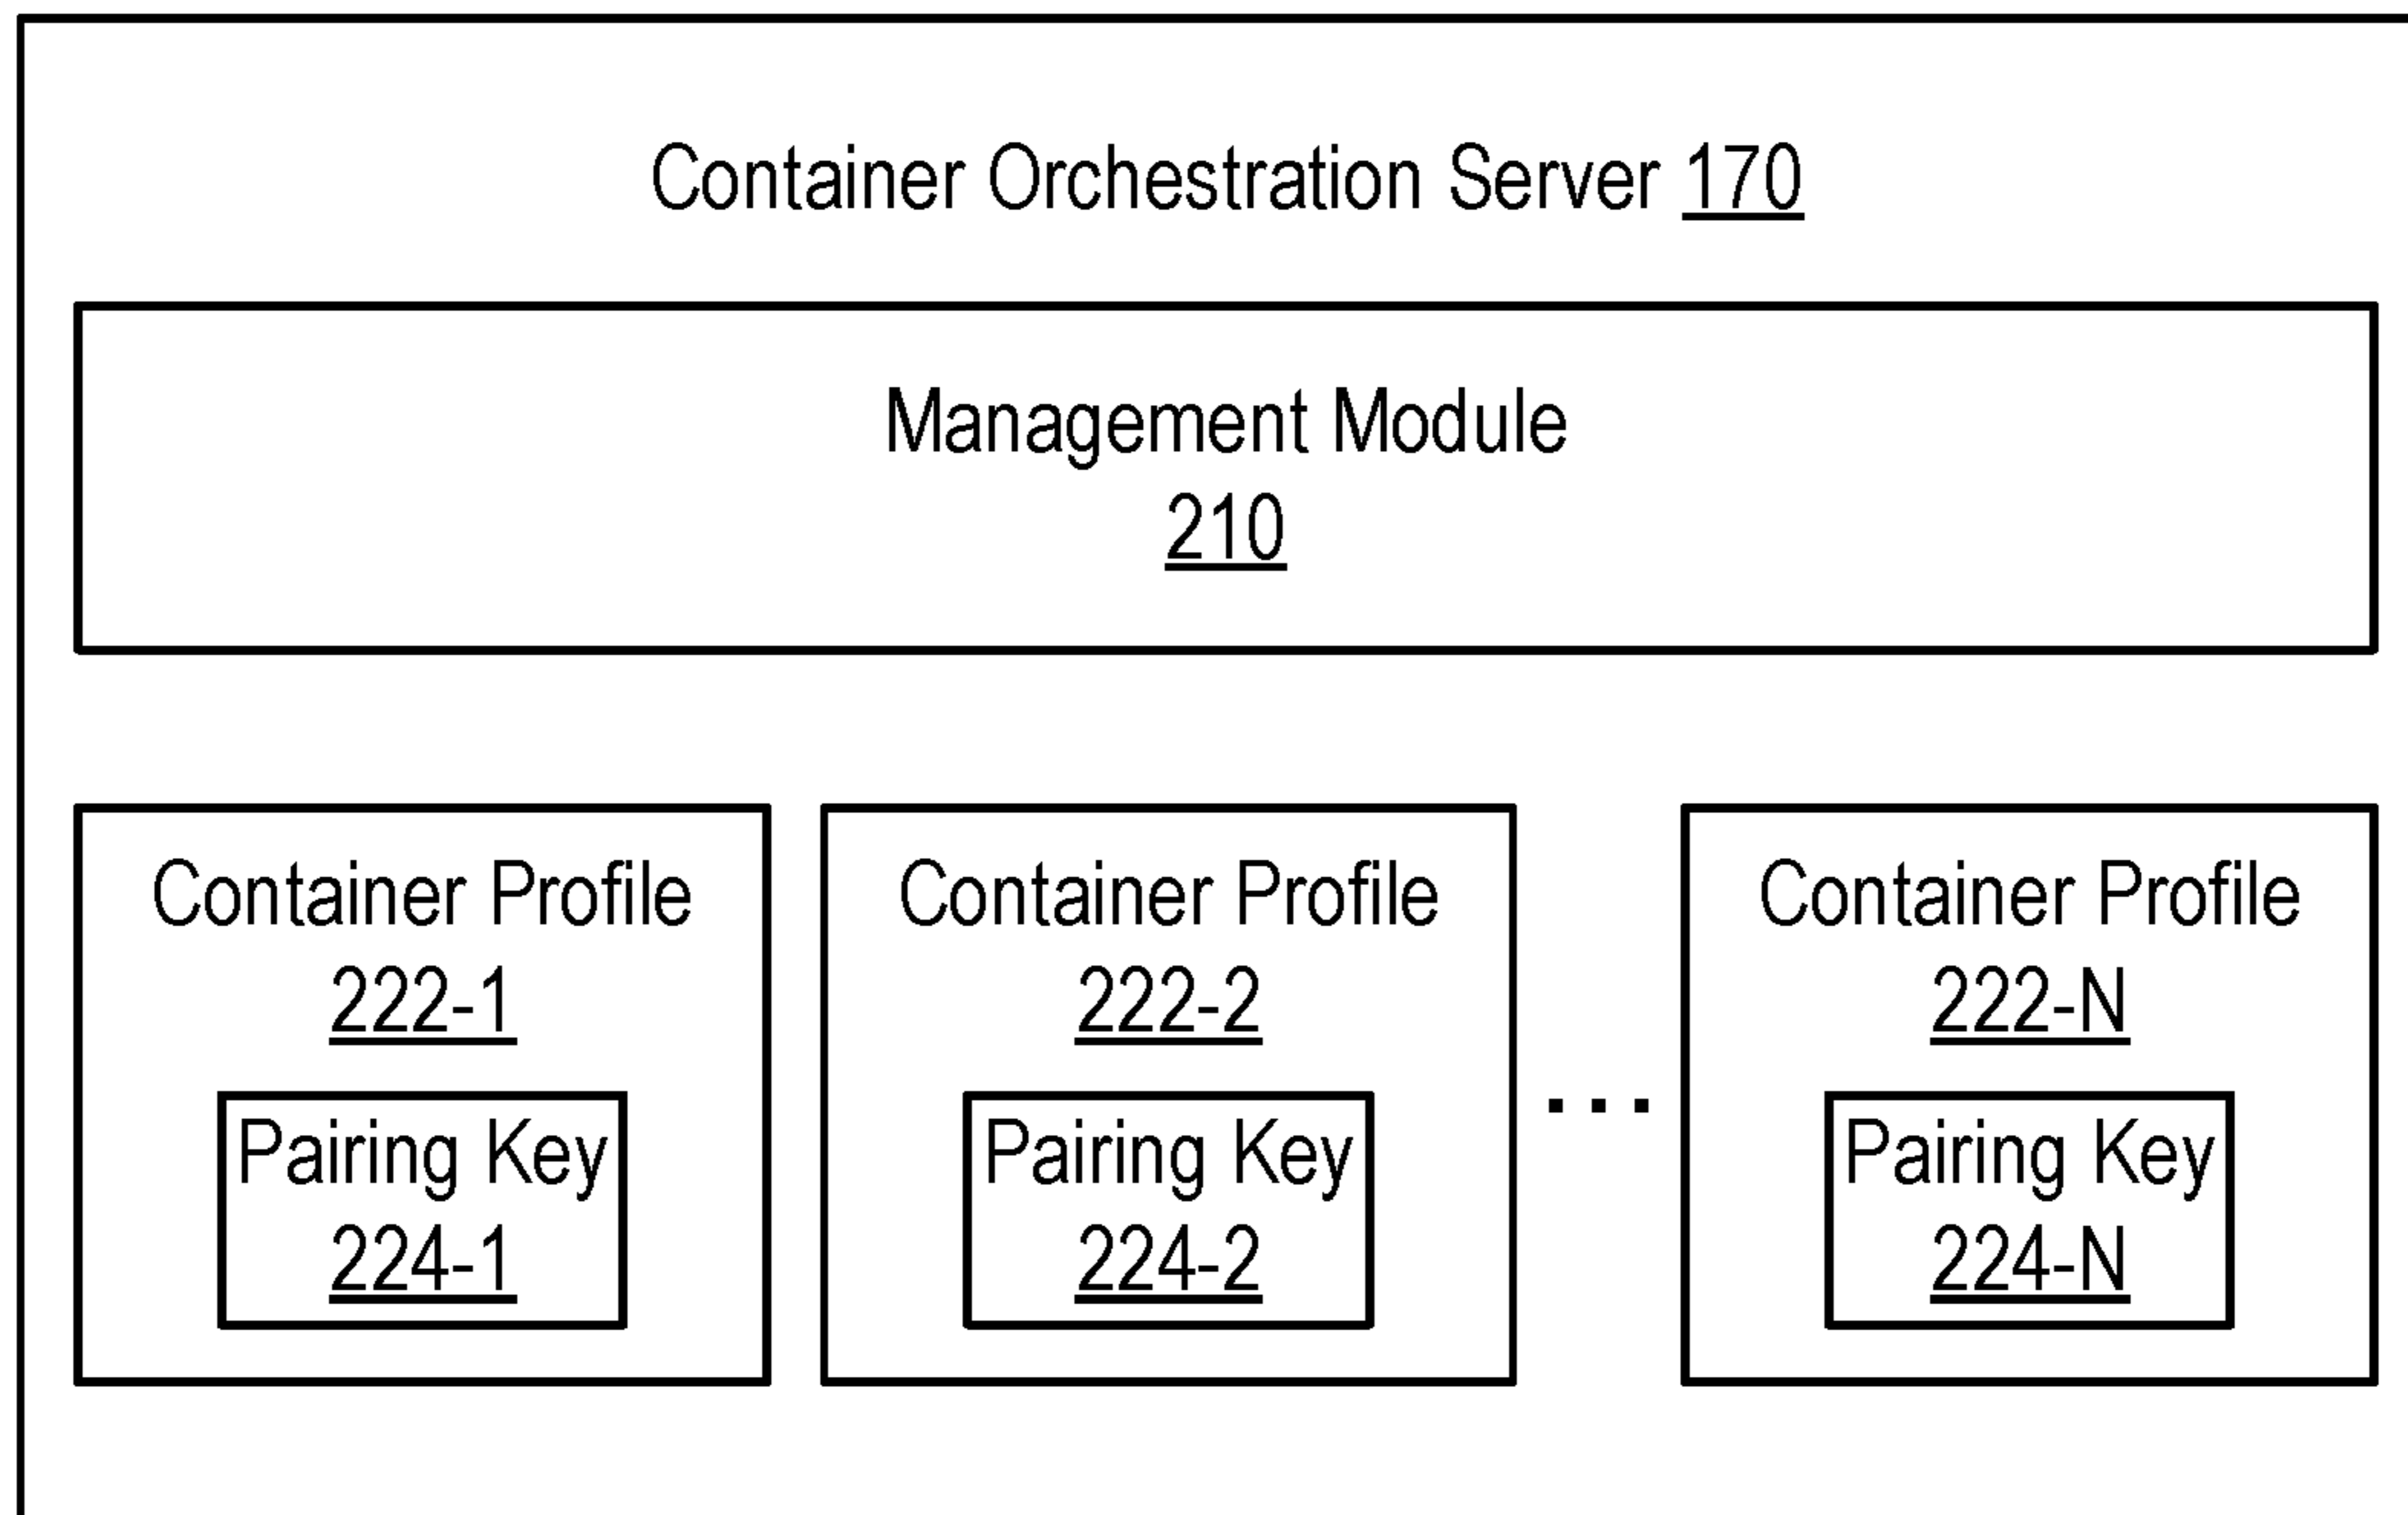 Container Orchestration Server 170
Management Module
210
Container Profile
222-1
Pairing Key
224-1
Container Profile
222-2
Pairing Key
224-2
...
Container Profile
222-N
Pairing Key
224-N